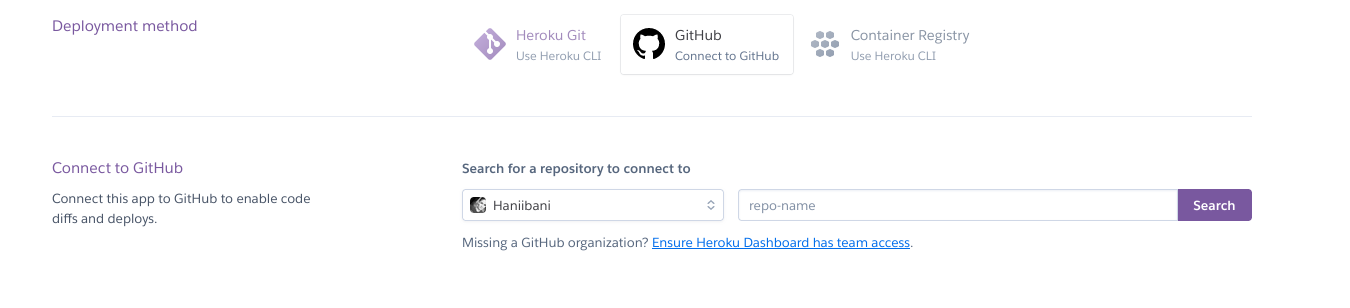 Deployment method
Heroku Git
Use Heroku CLI
GitHub
Connect to GitHub
Container Registry
Use Heroku CLI
Connect to GitHub
Connect this app to GitHub to enable code
diffs and deploys.
Search for a repository to connect to
Haniibani
repo-name
Search
Missing a GitHub organization? Ensure Heroku Dashboard has team access.